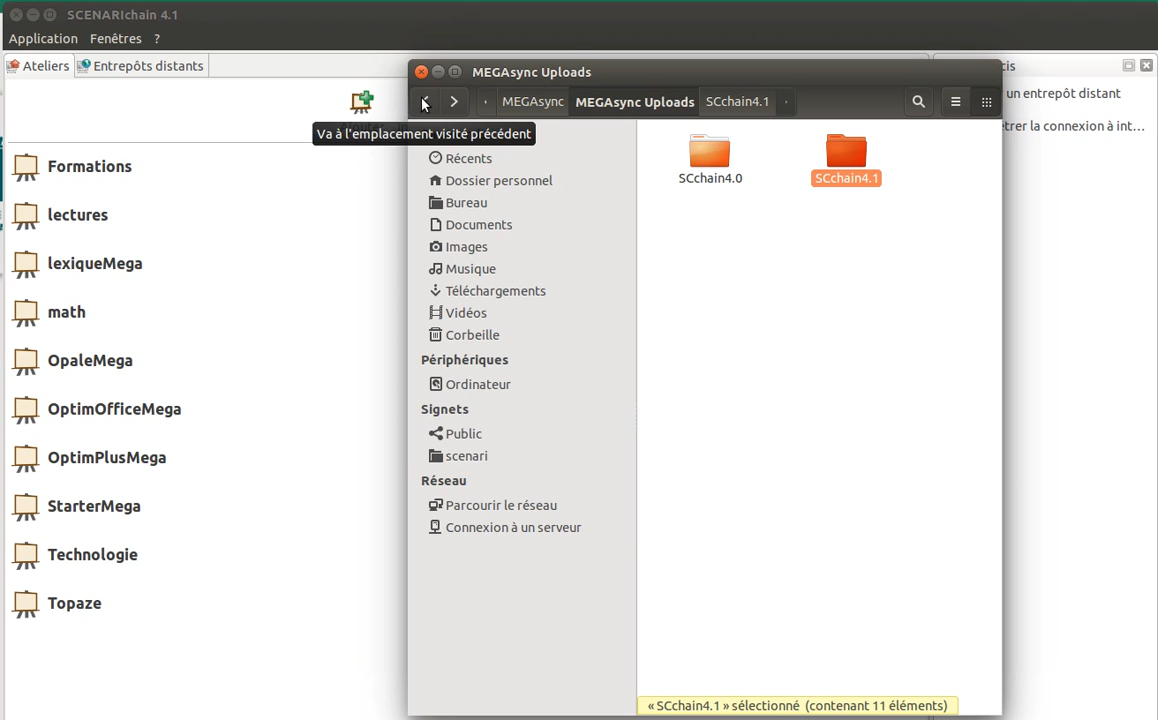 SCENARIchain 4.1
Application Fenêtres ?
Ateliers Entrepôts distants
Formations
lectures
lexiqueMega
math
OpaleMega
OptimOfficeMega
OptimPlusMega
StarterMega
Technologie
Topaze
MEGAsync Uploads
MEGAsync MEGAsync Uploads SCchain4.1
Va à l'emplacement visité précédent
Récents
Dossier personnel
Bureau
Documents
Images
Musique
Téléchargements
Vidéos
Corbeille
Périphériques
Ordinateur
Signets
Public
scenari
Réseau
Parcourir le réseau
Connexion à un serveur
SCchain4.0 SCchain4.1
« SCchain4.1 » sélectionné (contenant 11 éléments)
cis
un entrepôt distant
trer la connexion à int...